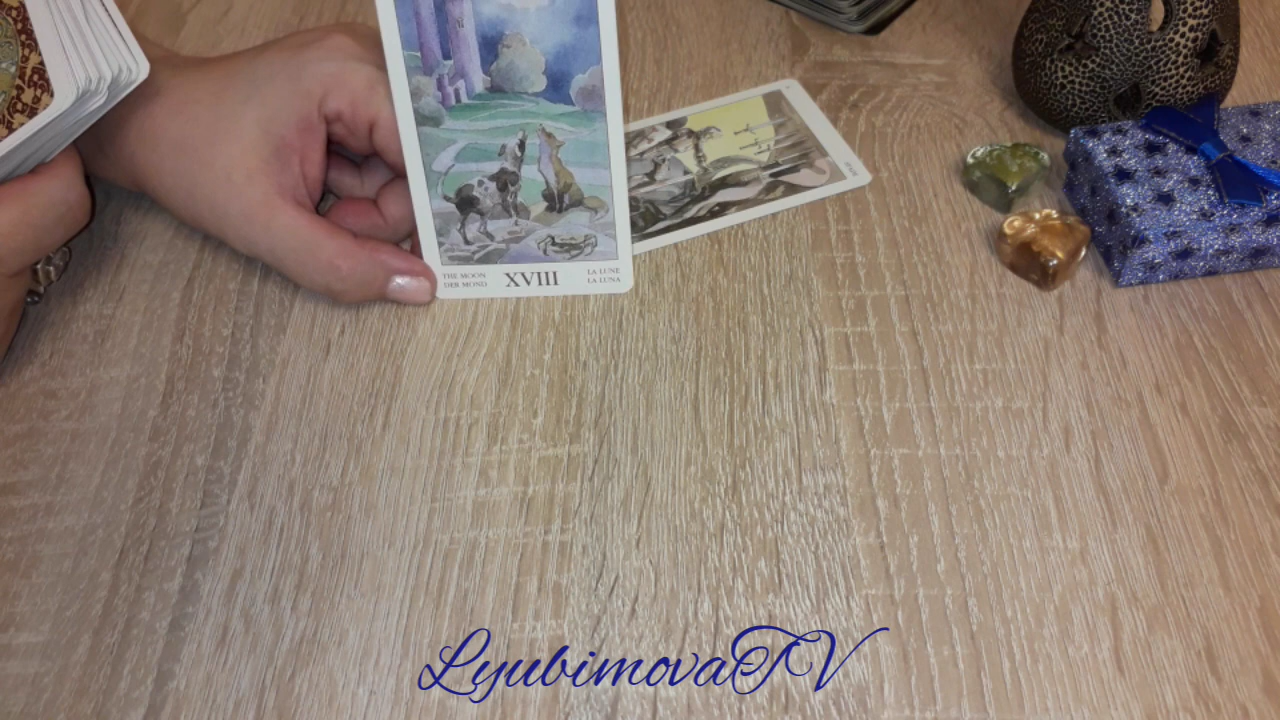 THE MOON
DER MOND
XVIII
LA LUNE
LA LUNA
LyubimovaTV